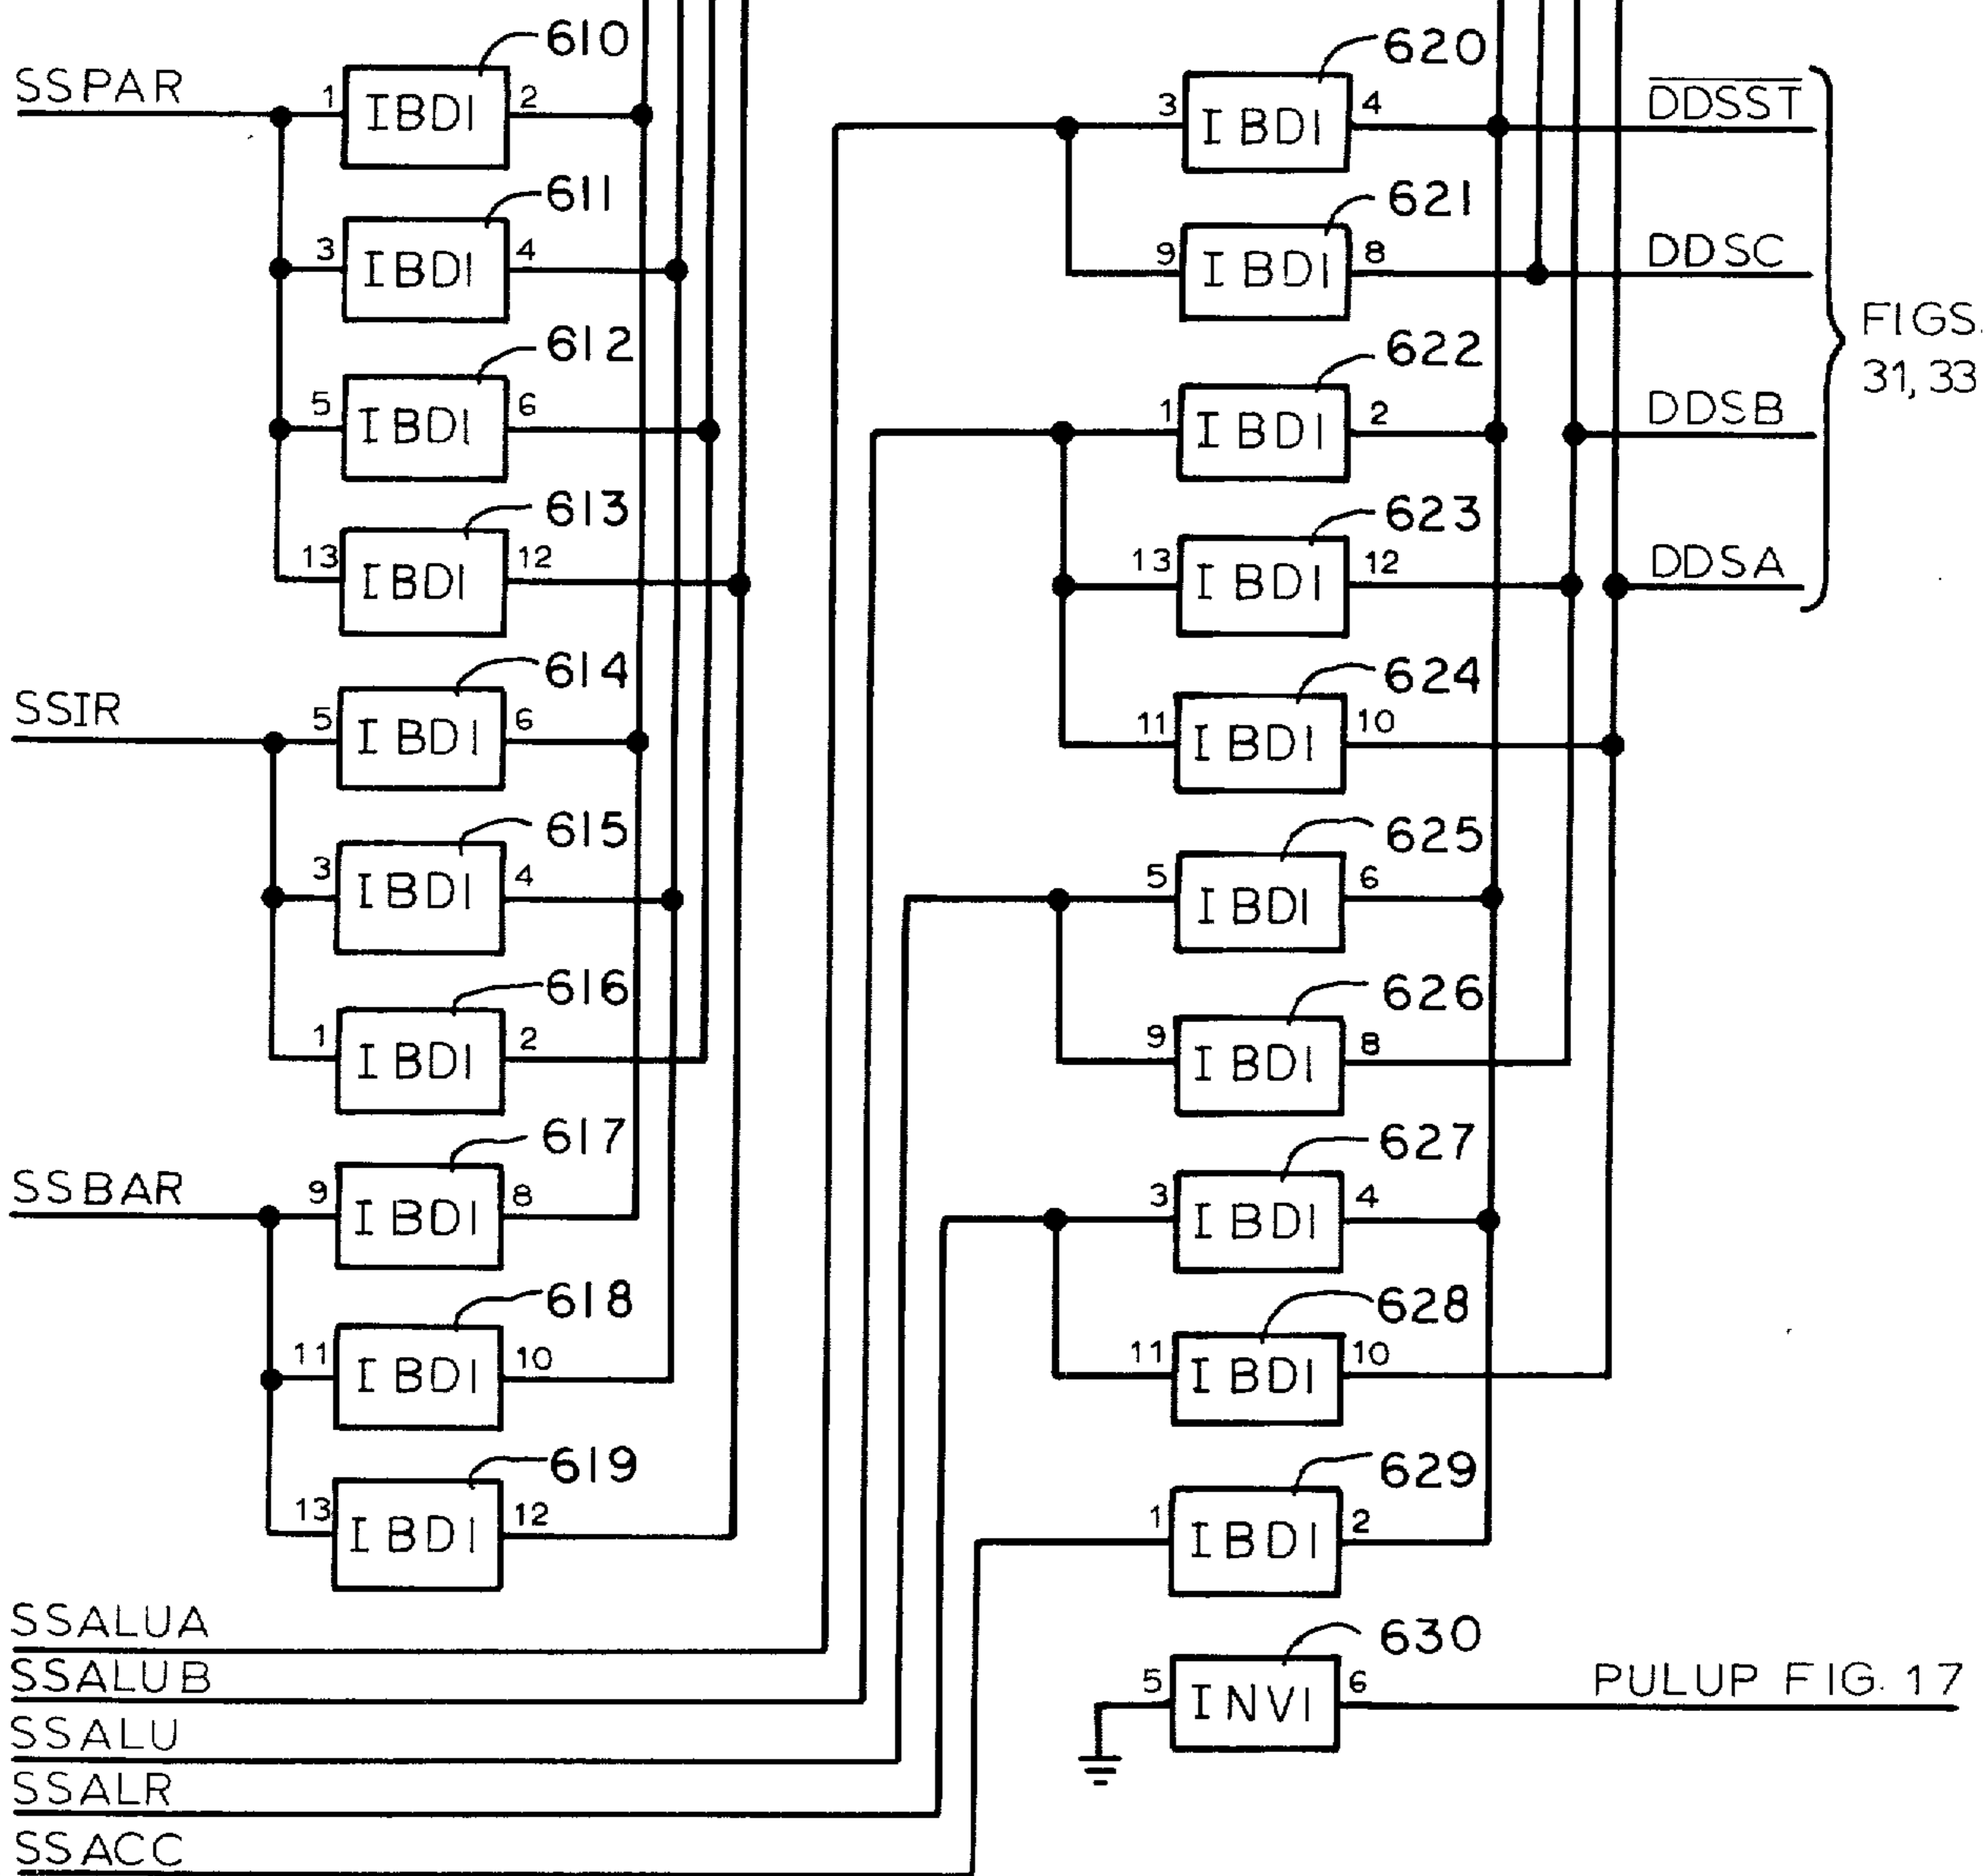 SSPAR
610
1 IBDI 2
611
3 IBDI 4
612
5 IBDI 6
613
13 IBDI 12
SSIR
614
5 IBDI 6
615
3 IBDI 4
616
1 IBDI 2
SSBAR
617
9 IBDI 8
618
11 IBDI 10
619
13 IBDI 12
SSALUA
SSALUB
SSALU
SSALR
SSACC
620
3 IBDI 4
DDSST
621
9 IBDI 8
DDSC
622
1 IBDI 2
DDSB
623
13 IBDI 12
DDSA
FIGS.
31, 33
624
11 IBDI 10
625
5 IBDI 6
626
9 IBDI 8
627
3 IBDI 4
628
11 IBDI 10
629
1 IBDI 2
630
5 INVI 6
PULUP FIG. 17